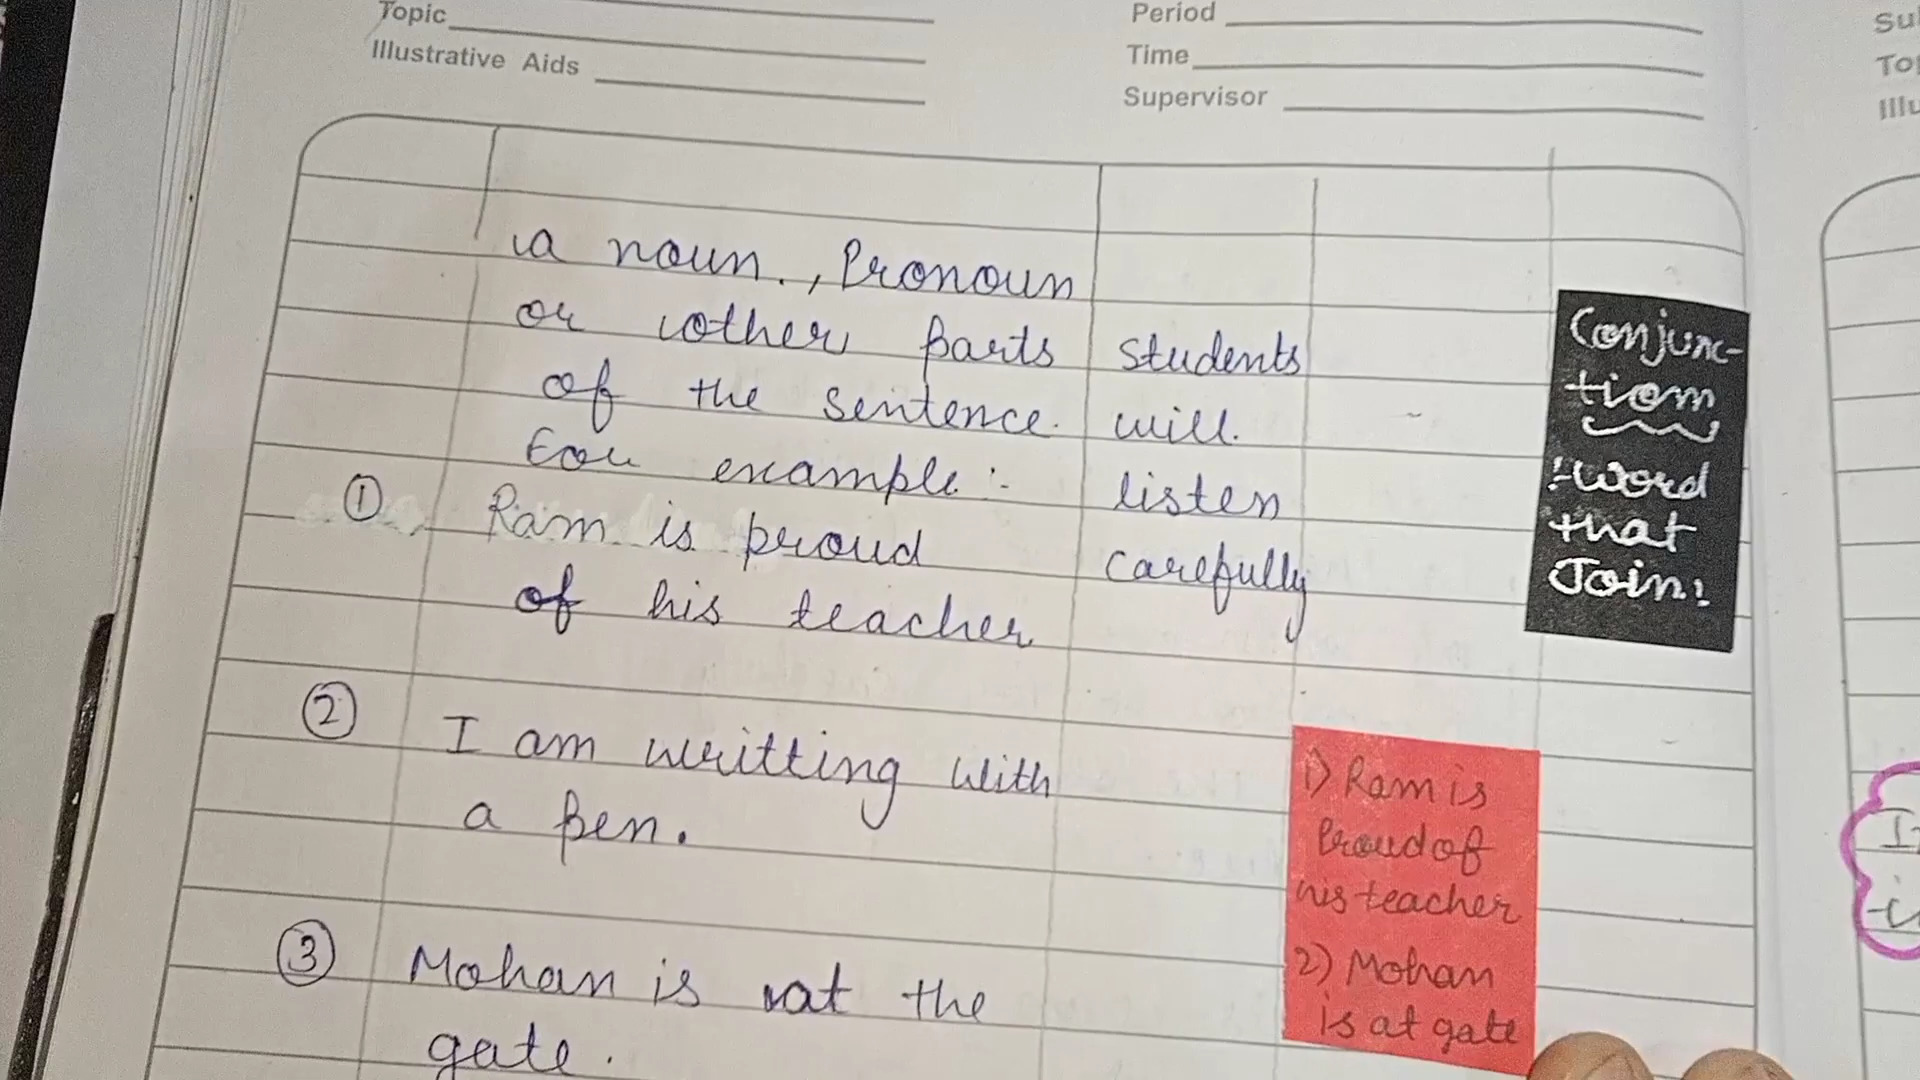 Topic
Illustrative Aids
Period
Time
Supervisor
a noun., Pronoun
or other parts
of the sentence.
For example:-
① Ram is proud
of his teacher
② I am writting with
a pen.
③ Mohan is at the
gate.
students
will.
listen
carefully
1) Ram is
Proud of
his teacher
2) Mohan
is at gate
Conjunc-
tion
:-word
that
Join!